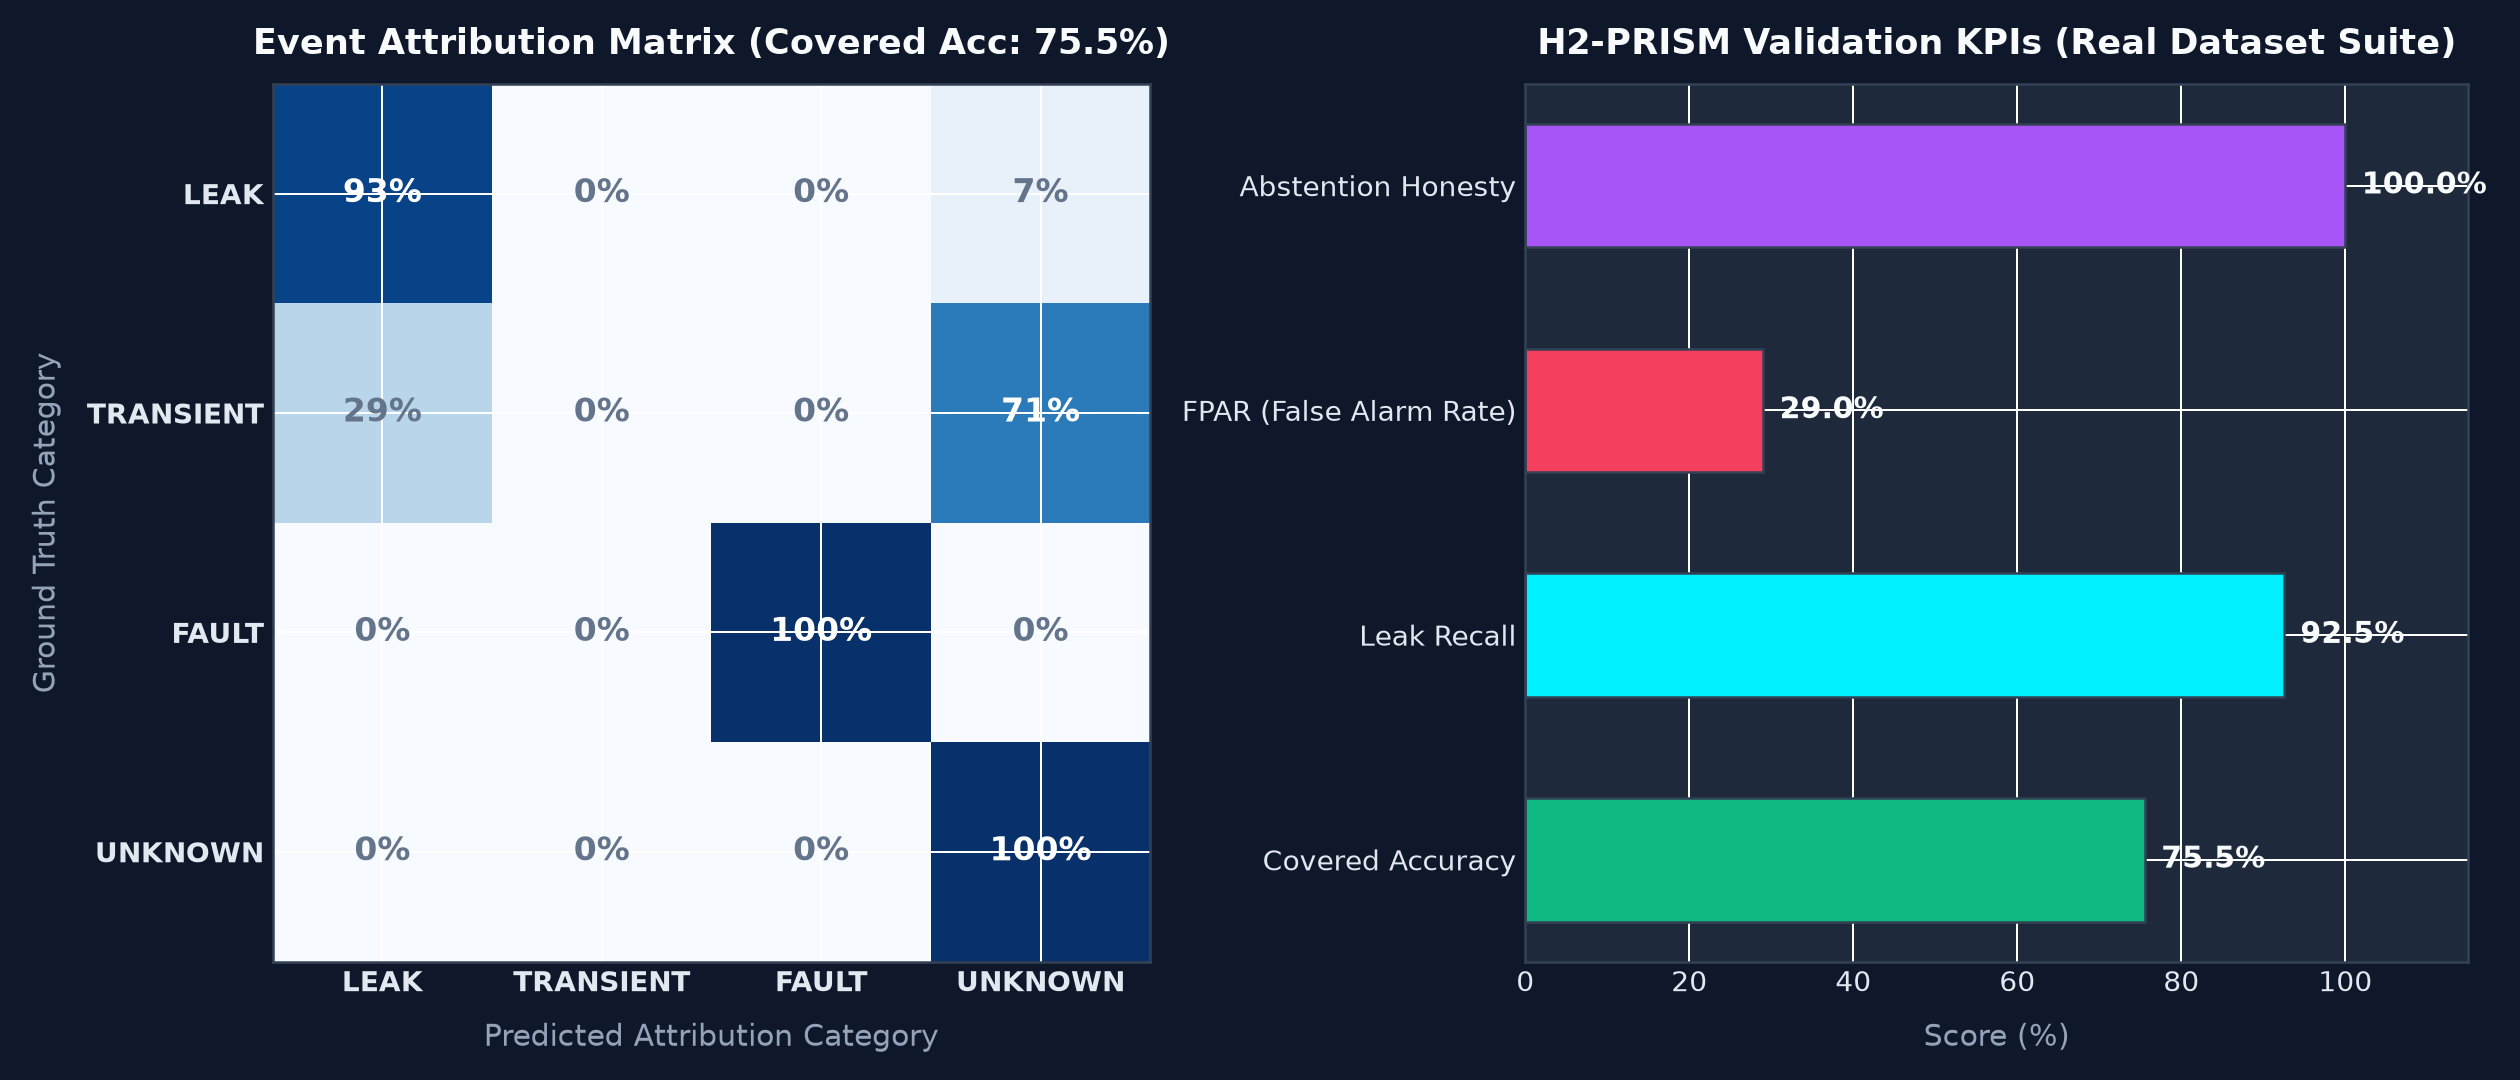 Event Attribution Matrix (Covered Acc: 75.5%)
Ground Truth Category
LEAK
93%
0%
0%
7%
TRANSIENT
29%
0%
0%
71%
FAULT
0%
0%
100%
0%
UNKNOWN
0%
0%
0%
100%
LEAK
TRANSIENT
FAULT
UNKNOWN
Predicted Attribution Category
H2-PRISM Validation KPIs (Real Dataset Suite)
Abstention Honesty
100.0%
FPAR (False Alarm Rate)
29.0%
Leak Recall
92.5%
Covered Accuracy
75.5%
0
20
40
60
80
100
Score (%)